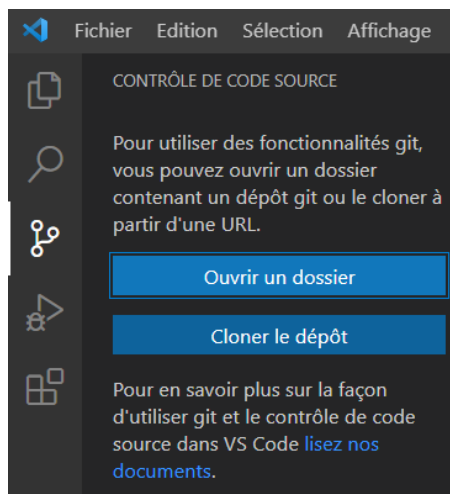 Fichier Edition Sélection Affichage
CONTRÔLE DE CODE SOURCE
Pour utiliser des fonctionnalités git,
vous pouvez ouvrir un dossier
contenant un dépôt git ou le cloner à
partir d'une URL.
Ouvrir un dossier
Cloner le dépôt
Pour en savoir plus sur la façon
d'utiliser git et le contrôle de code
source dans VS Code lisez nos
documents.